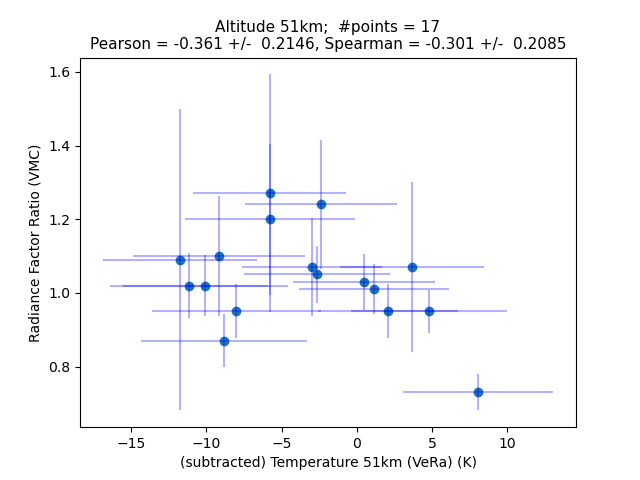 Altitude 51km;  #points = 17
Pearson = -0.361 +/-  0.2146, Spearman = -0.301 +/-  0.2085
1.6
1.4
1.2
1.0
0.8
Radiance Factor Ratio (VMC)
−15 −10 −5 0 5 10
(subtracted) Temperature 51km (VeRa) (K)